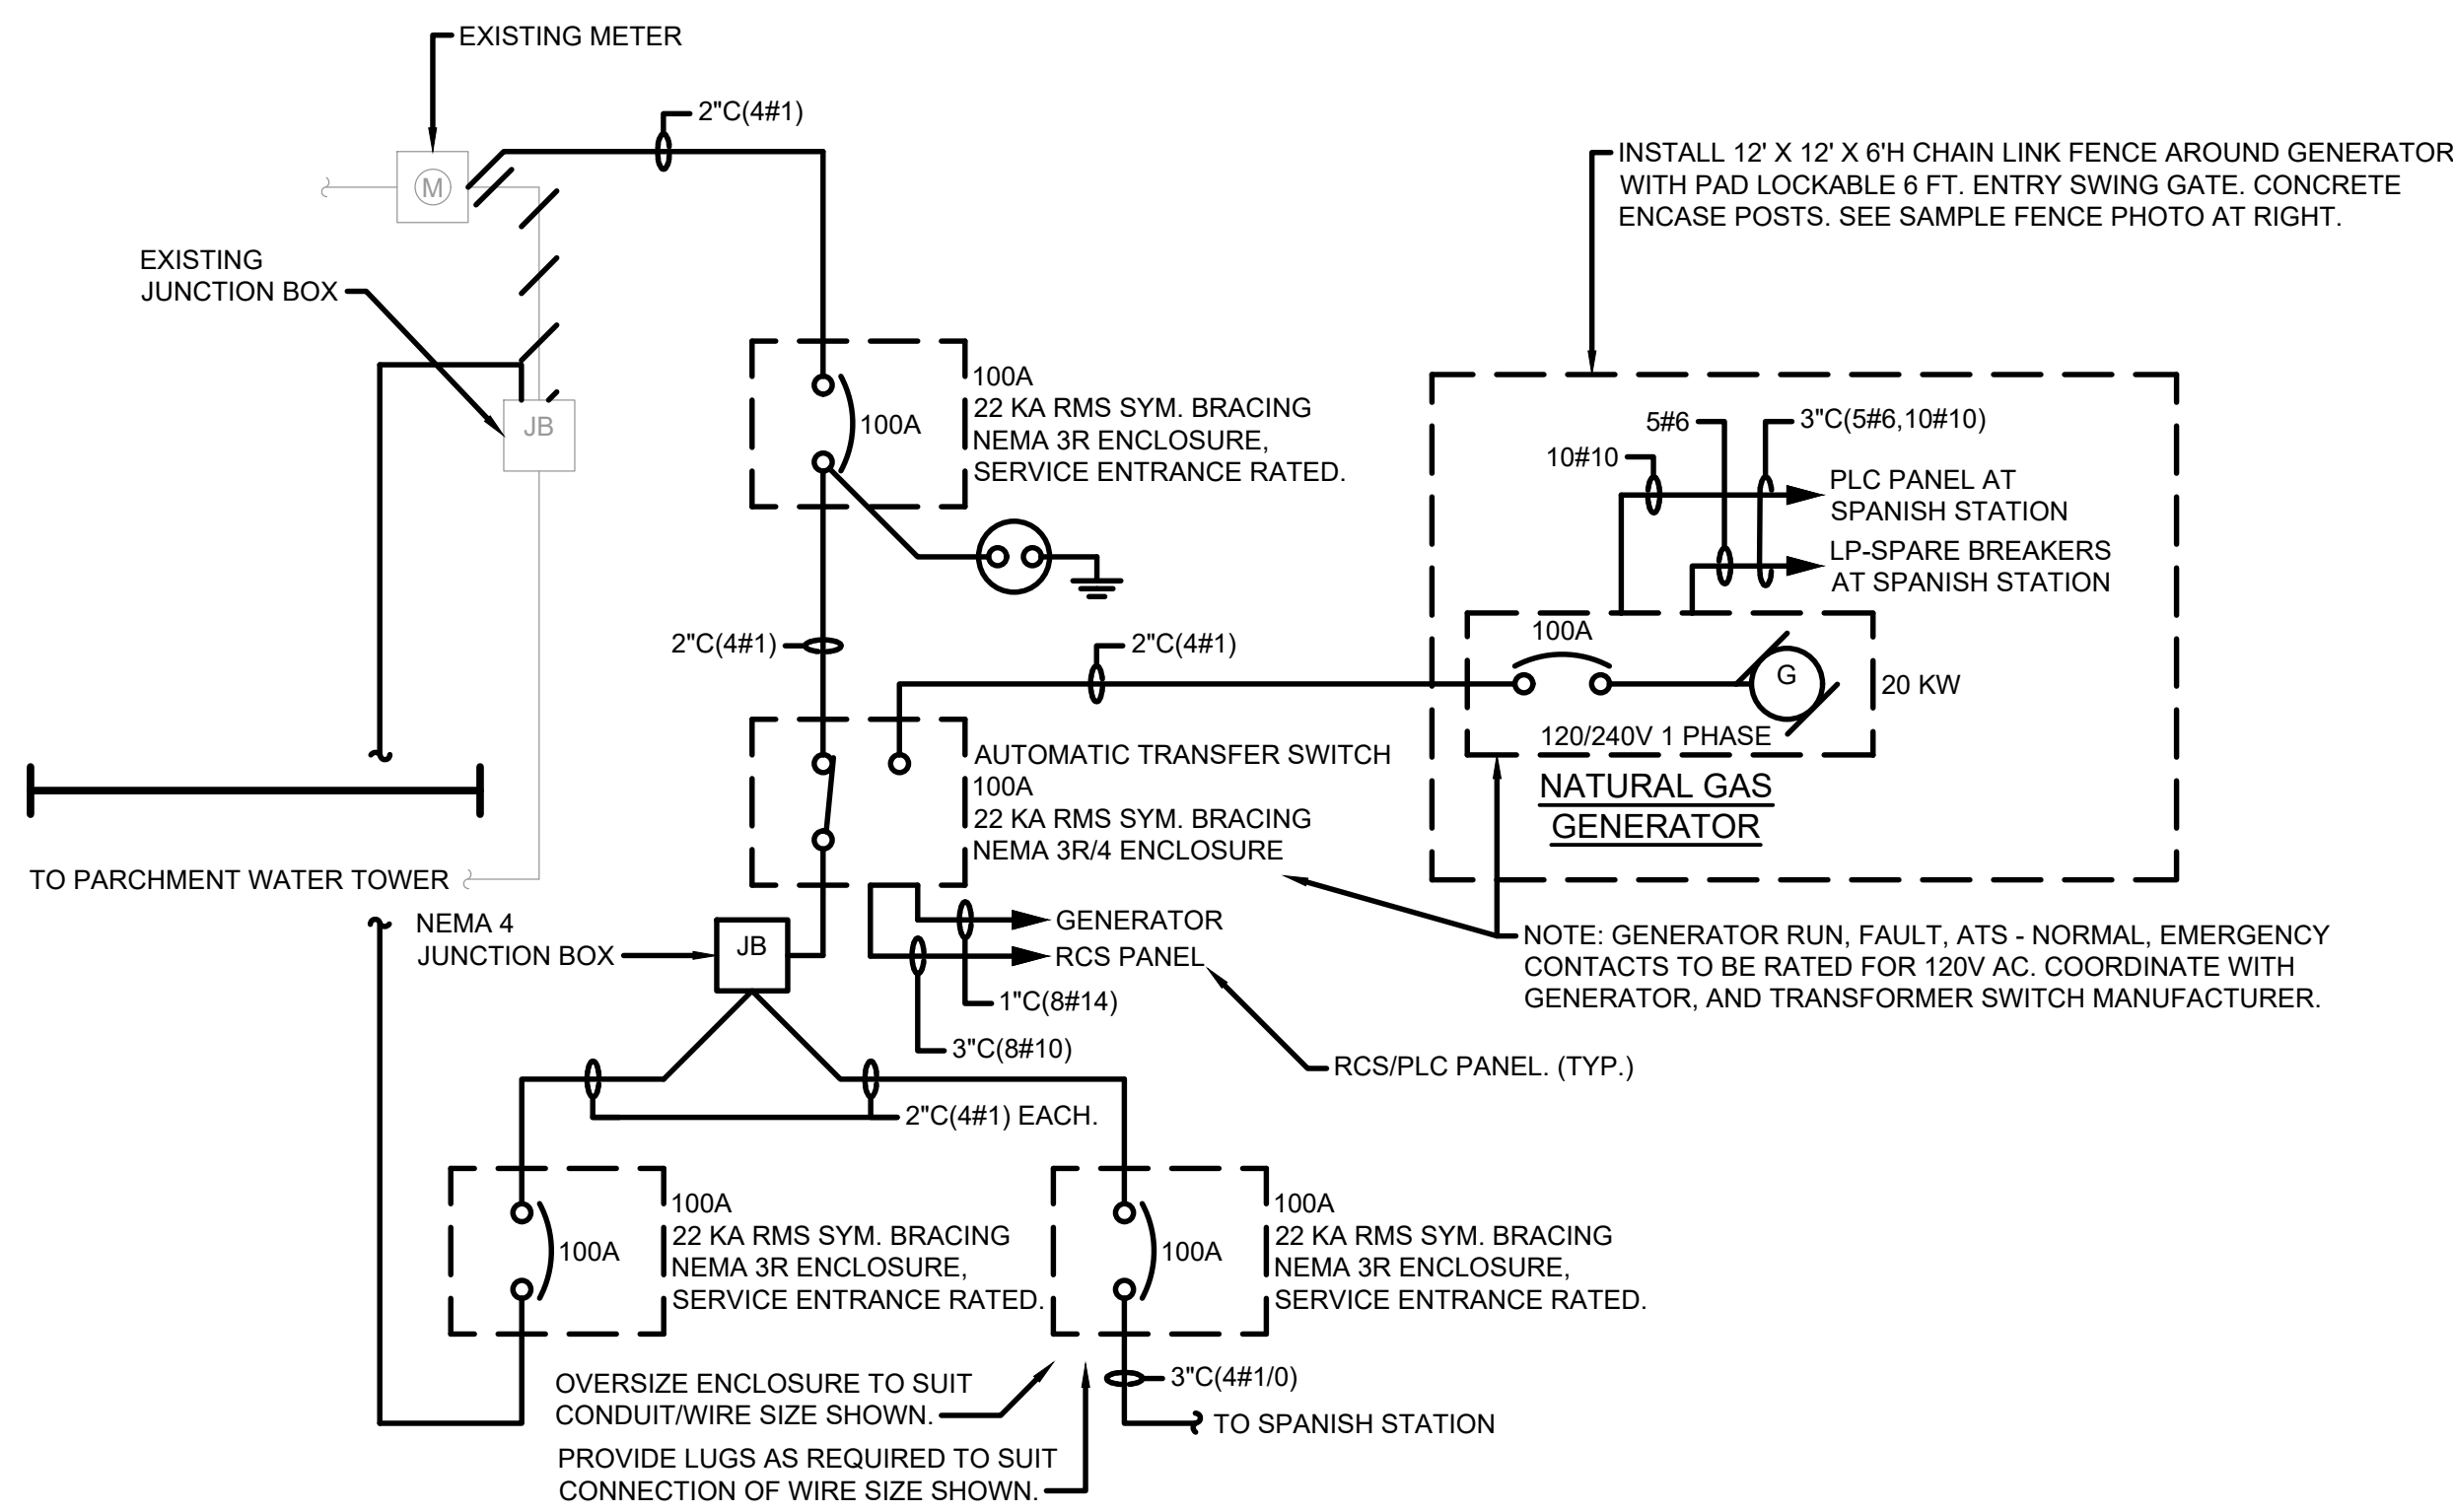 EXISTING METER
2"C(4#1)
M
EXISTING
JUNCTION BOX
JB
INSTALL 12' X 12' X 6'H CHAIN LINK FENCE AROUND GENERATOR
WITH PAD LOCKABLE 6 FT. ENTRY SWING GATE. CONCRETE
ENCASE POSTS. SEE SAMPLE FENCE PHOTO AT RIGHT.
100A
100A
22 KA RMS SYM. BRACING
NEMA 3R ENCLOSURE,
SERVICE ENTRANCE RATED.
5#6
3"C(5#6,10#10)
10#10
PLC PANEL AT
SPANISH STATION
LP-SPARE BREAKERS
AT SPANISH STATION
2"C(4#1)
2"C(4#1)
100A
G
20 KW
120/240V 1 PHASE
NATURAL GAS
GENERATOR
AUTOMATIC TRANSFER SWITCH
100A
22 KA RMS SYM. BRACING
NEMA 3R/4 ENCLOSURE
TO PARCHMENT WATER TOWER
NEMA 4
JUNCTION BOX
JB
GENERATOR
RCS PANEL
1"C(8#14)
3"C(8#10)
NOTE: GENERATOR RUN, FAULT, ATS - NORMAL, EMERGENCY
CONTACTS TO BE RATED FOR 120V AC. COORDINATE WITH
GENERATOR, AND TRANSFORMER SWITCH MANUFACTURER.
RCS/PLC PANEL. (TYP.)
2"C(4#1) EACH.
100A
100A
22 KA RMS SYM. BRACING
NEMA 3R ENCLOSURE,
SERVICE ENTRANCE RATED.
100A
100A
22 KA RMS SYM. BRACING
NEMA 3R ENCLOSURE,
SERVICE ENTRANCE RATED.
OVERSIZE ENCLOSURE TO SUIT
CONDUIT/WIRE SIZE SHOWN.
3"C(4#1/0)
TO SPANISH STATION
PROVIDE LUGS AS REQUIRED TO SUIT
CONNECTION OF WIRE SIZE SHOWN.